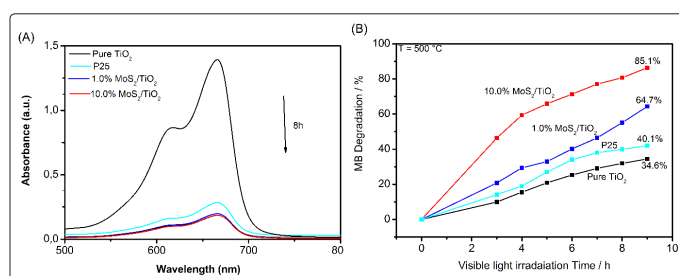 (A)
Pure TiO2
P25
1.0% MoS2/TiO2
10.0% MoS2/TiO2
8h
1,5
1,0
0,5
0,0
500
600
700
80
Absorbance (a.u.)
Wavelength (nm)
(B)
T = 500 °C
100
80
60
40
20
0
0
2
4
6
8
10
85.1%
10.0% MoS2/TiO2
64.7%
1.0% MoS2/TiO2
40.1%
P25
34.6%
Pure TiO2
MB Degradation / %
Visible light irradaiation Time / h